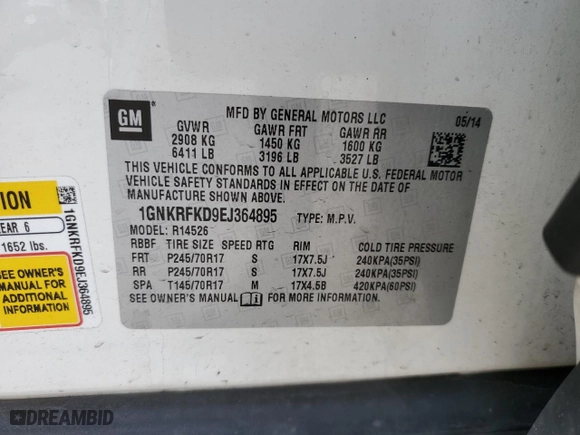 GM
MFD BY GENERAL MOTORS LLC
05/14
GVWR GAWR FRT GAWR RR
2908 KG 1450 KG 1600 KG
6411 LB 3196 LB 3527 LB
THIS VEHICLE CONFORMS TO ALL APPLICABLE U.S. FEDERAL MOTOR
VEHICLE SAFETY STANDARDS IN EFFECT ON THE DATE OF
MANUFACTURE SHOWN ABOVE.
1GNKRFKD9EJ364895 TYPE: M.P.V.
MODEL: R14526
RBBF TIRE SIZE SPEED RTG RIM COLD TIRE PRESSURE
FRT P245/70R17 S 17X7.5J 240KPA(35PSI)
RR P245/70R17 S 17X7.5J 240KPA(35PSI)
SPA T145/70R17 M 17X4.5B 420KPA(60PSI)
SEE OWNER'S MANUAL FOR ADDITIONAL INFORMATION.
TION
EAR 6
1652 lbs.
SEE OWNER'S
MANUAL FOR
ADDITIONAL
INFORMATION
1GNKRFKD9EJ364895
DREAMBID